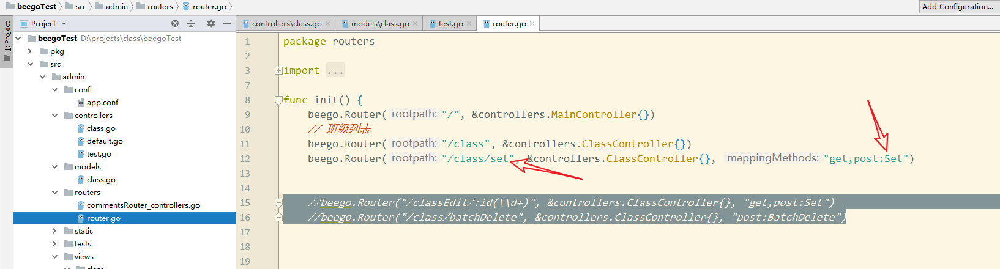 beegoTest src admin routers router.go
Add Configuration...
1: Project
Project
controllers\class.go models\class.go test.go router.go
beegoTest D:\projects\class\beegoTest
pkg
src
admin
conf
app.conf
controllers
class.go
default.go
test.go
models
class.go
routers
commentsRouter_controllers.go
router.go
static
tests
views
class
1 package routers
2
3 import ...
7
8 func init() {
9 beego.Router( rootpath: "/", &controllers.MainController{})
10 // 班级列表
11 beego.Router( rootpath: "/class", &controllers.ClassController{})
12 beego.Router( rootpath: "/class/set", &controllers.ClassController{}, mappingMethods: "get,post:Set")
13
14
15 //beego.Router("/classEdit/:id(\\d+)", &controllers.ClassController{}, "get,post:Set")
16 //beego.Router("/class/batchDelete", &controllers.ClassController{}, "post:BatchDelete")
17
18
19